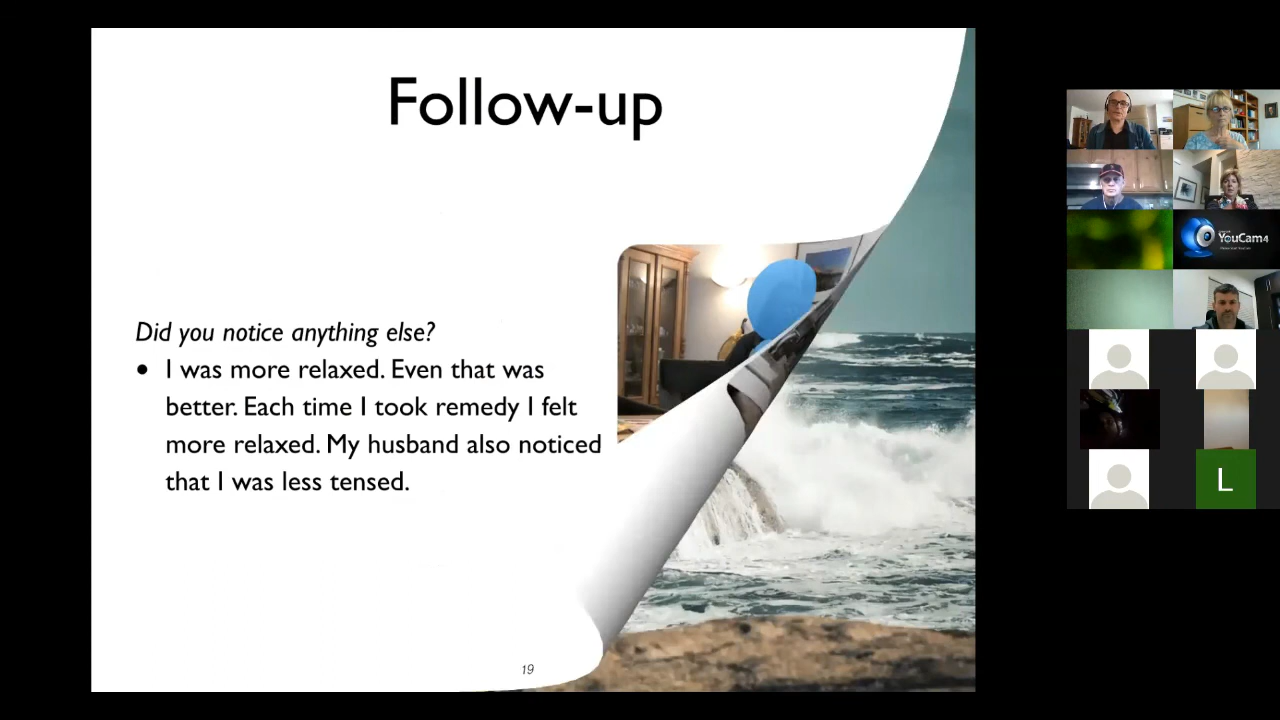 Follow-up
Did you notice anything else?
• I was more relaxed. Even that was
better. Each time I took remedy I felt
more relaxed. My husband also noticed
that I was less tensed.
19
YouCam4
L